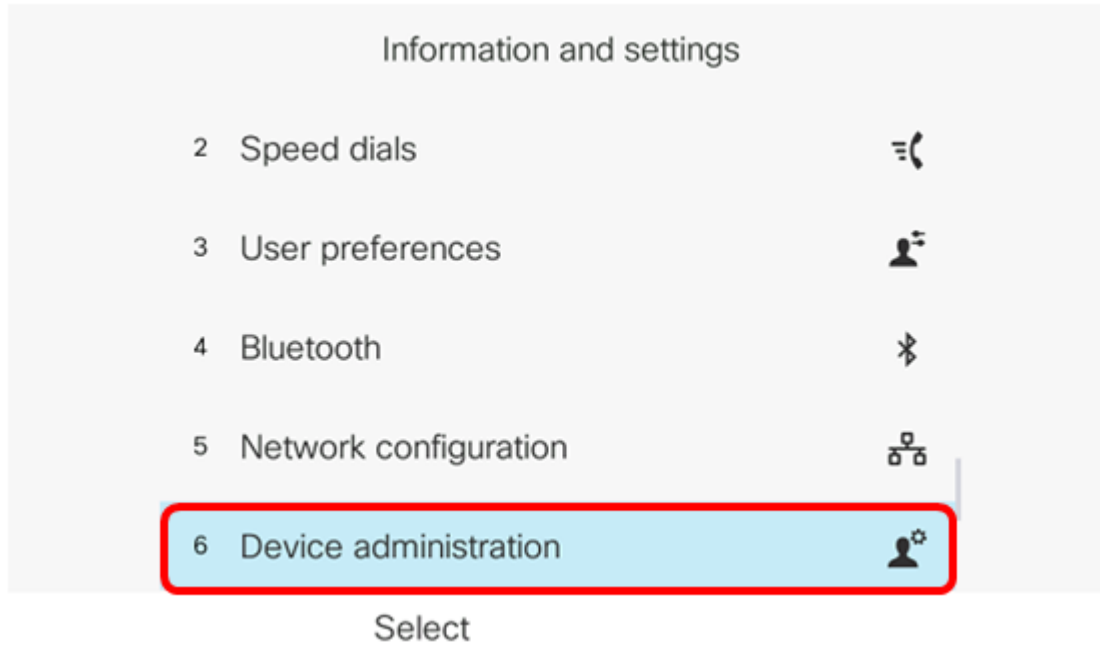 Information and settings
2 Speed dials
3 User preferences
4 Bluetooth
5 Network configuration
6 Device administration
Select